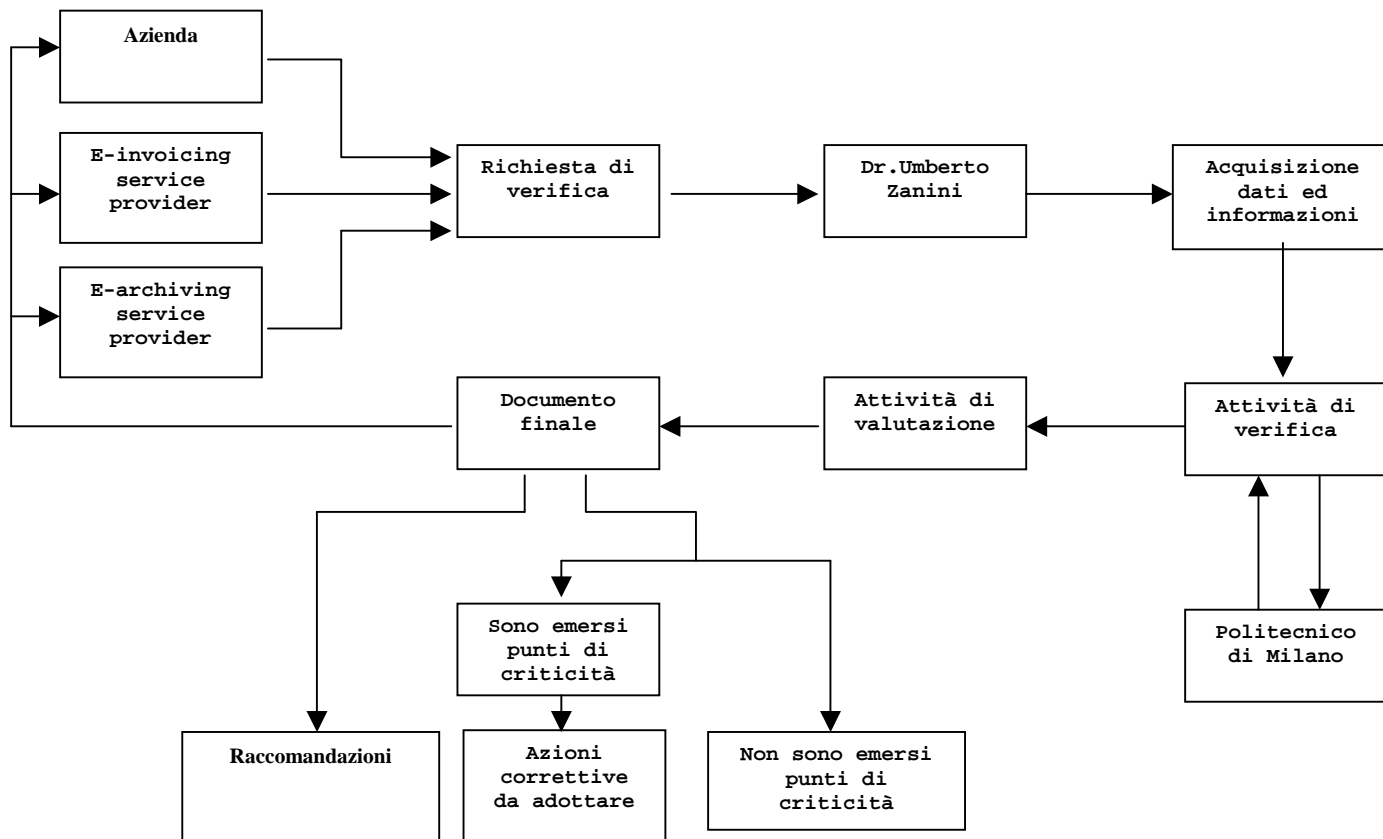 Azienda
E-invoicing
service
provider
E-archiving
service
provider
Richiesta di
verifica
Dr.Umberto
Zanini
Acquisizione
dati ed
informazioni
Documento
finale
Attività di
valutazione
Attività di
verifica
Politecnico
di Milano
Sono emersi
punti di
criticità
Raccomandazioni
Azioni
correttive
da adottare
Non sono emersi
punti di
criticità